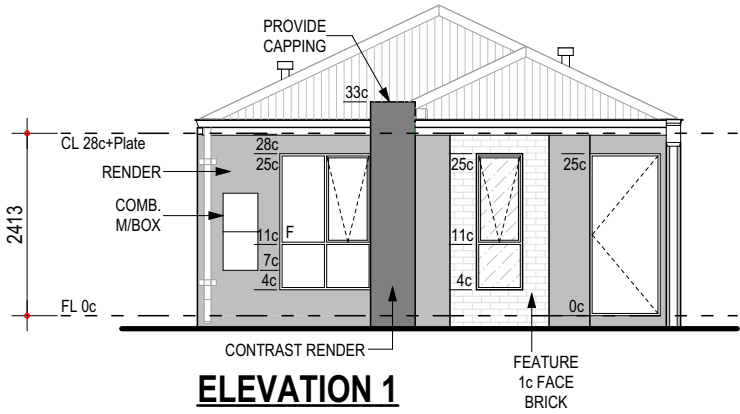 PROVIDE
CAPPING
33c
CL 28c+Plate
28c
25c
25c
25c
RENDER
COMB.
M/BOX
2413
11c
F
11c
7c
4c
4c
FL 0c
0c
CONTRAST RENDER
FEATURE
1c FACE
BRICK
ELEVATION 1